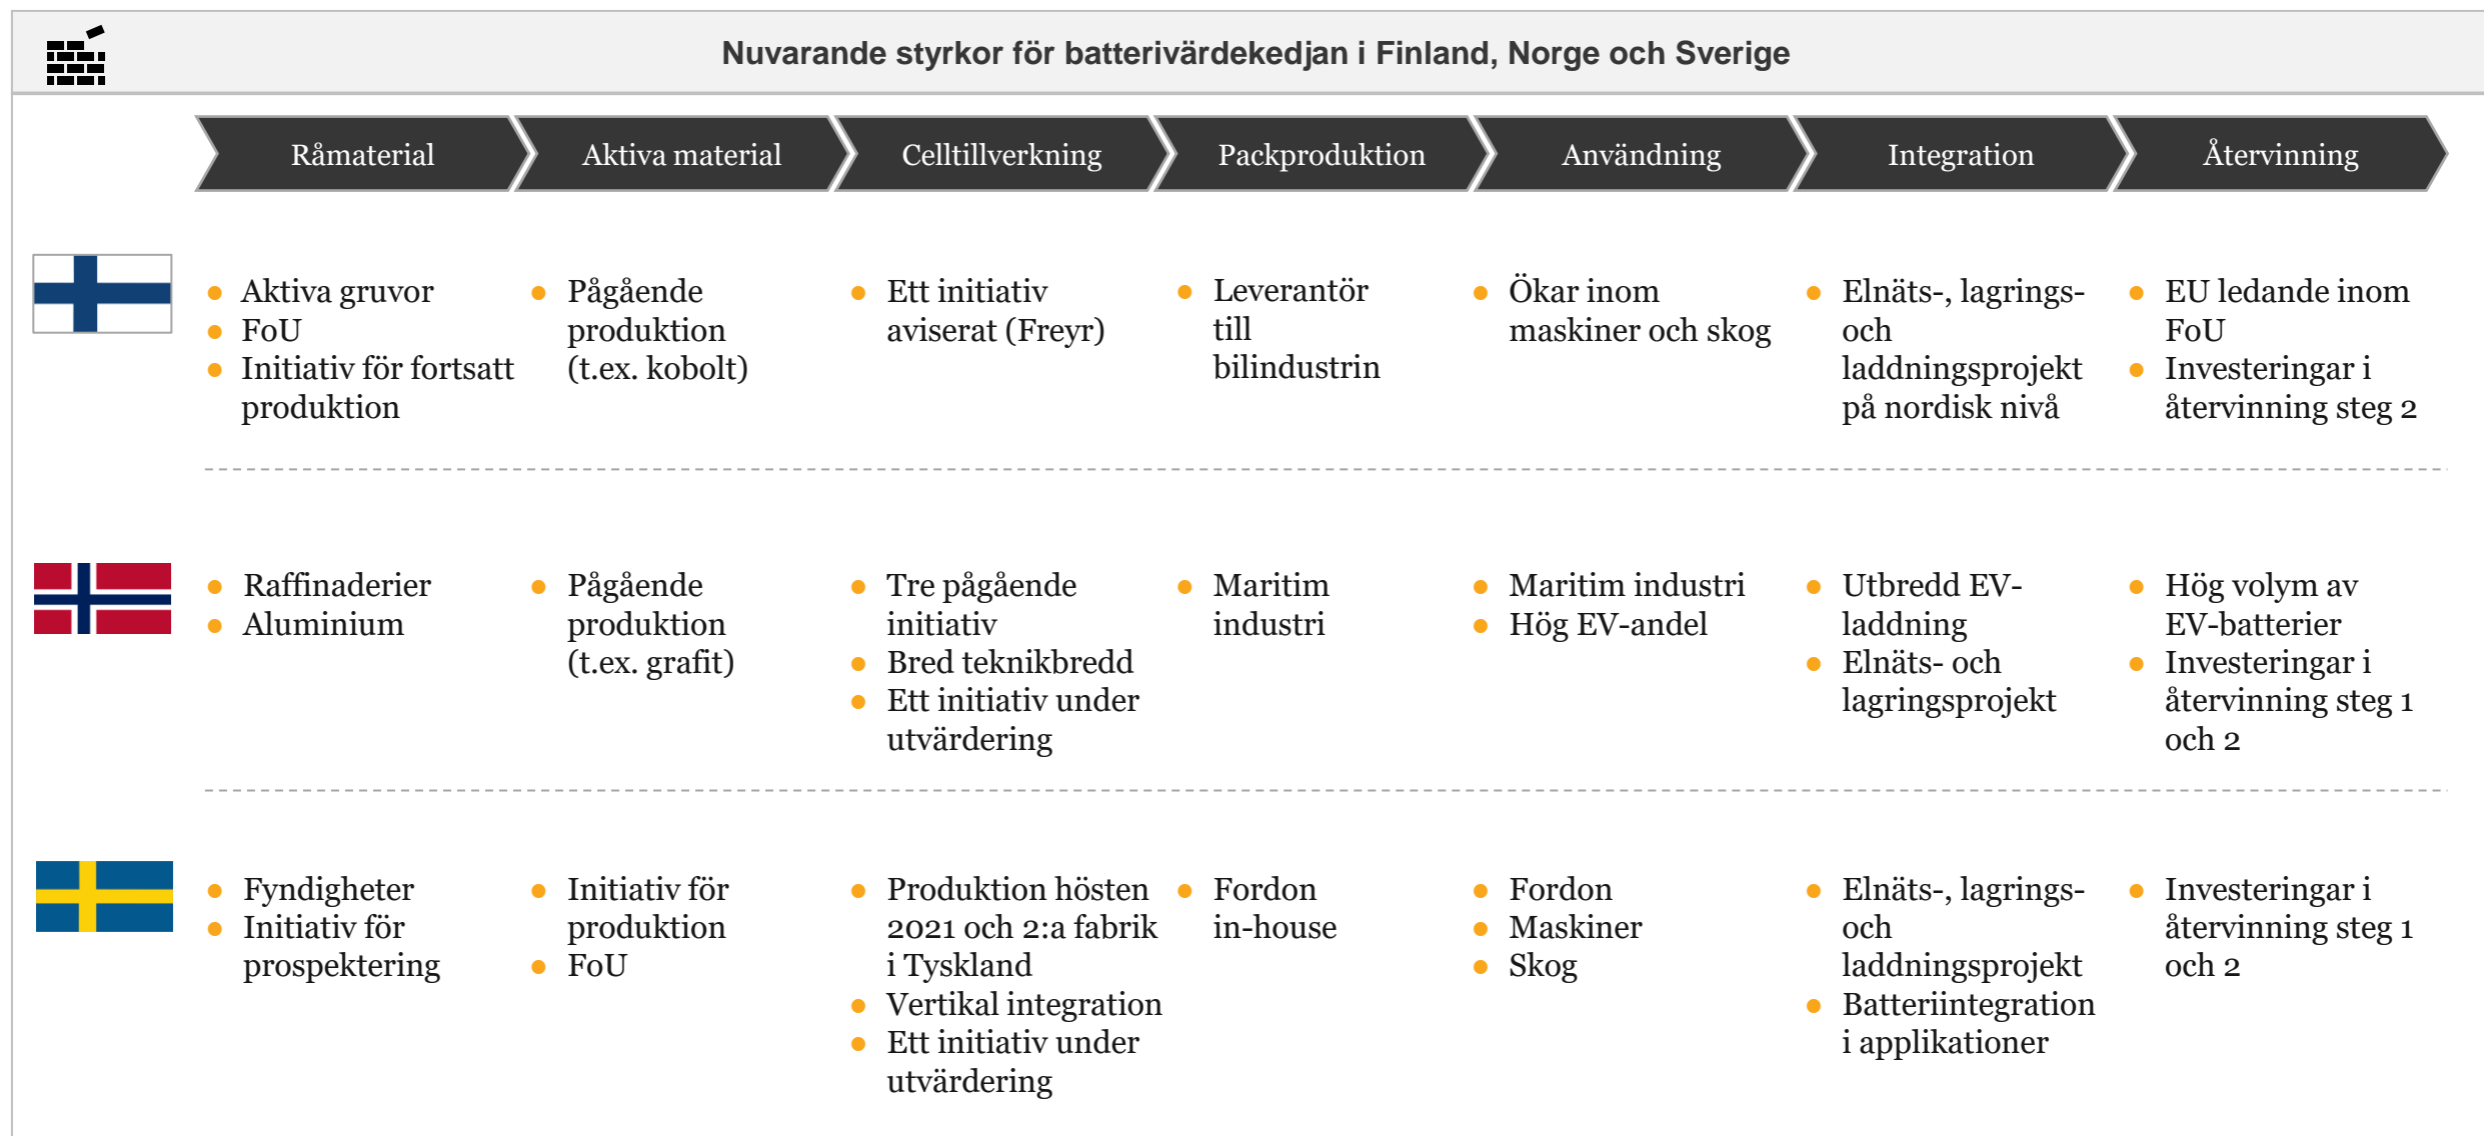 Nuvarande styrkor för batterivärdekedjan i Finland, Norge och Sverige
Råmaterial
Aktiva material
Celltillverkning
Packproduktion
Användning
Integration
Återvinning
● Aktiva gruvor
● FoU
● Initiativ för fortsatt
produktion
● Pågående
produktion
(t.ex. kobolt)
● Ett initiativ
aviserat (Freyr)
● Leverantör
till
bilindustrin
● Ökar inom
maskiner och skog
● Elnäts-, lagrings-
och
laddningsprojekt
på nordisk nivå
● EU ledande inom
FoU
● Investeringar i
återvinning steg 2
● Raffinaderier
● Aluminium
● Pågående
produktion
(t.ex. grafit)
● Tre pågående
initiativ
● Bred teknikbredd
● Ett initiativ under
utvärdering
● Maritim
industri
● Maritim industri
● Hög EV-andel
● Utbredd EV-
laddning
● Elnäts- och
lagringsprojekt
● Hög volym av
EV-batterier
● Investeringar i
återvinning steg 1
och 2
● Fyndigheter
● Initiativ för
prospektering
● Initiativ för
produktion
● FoU
● Produktion hösten
2021 och 2:a fabrik
i Tyskland
● Vertikal integration
● Ett initiativ under
utvärdering
● Fordon
in-house
● Fordon
● Maskiner
● Skog
● Elnäts-, lagrings-
och
laddningsprojekt
● Batteriintegration
i applikationer
● Investeringar i
återvinning steg 1
och 2